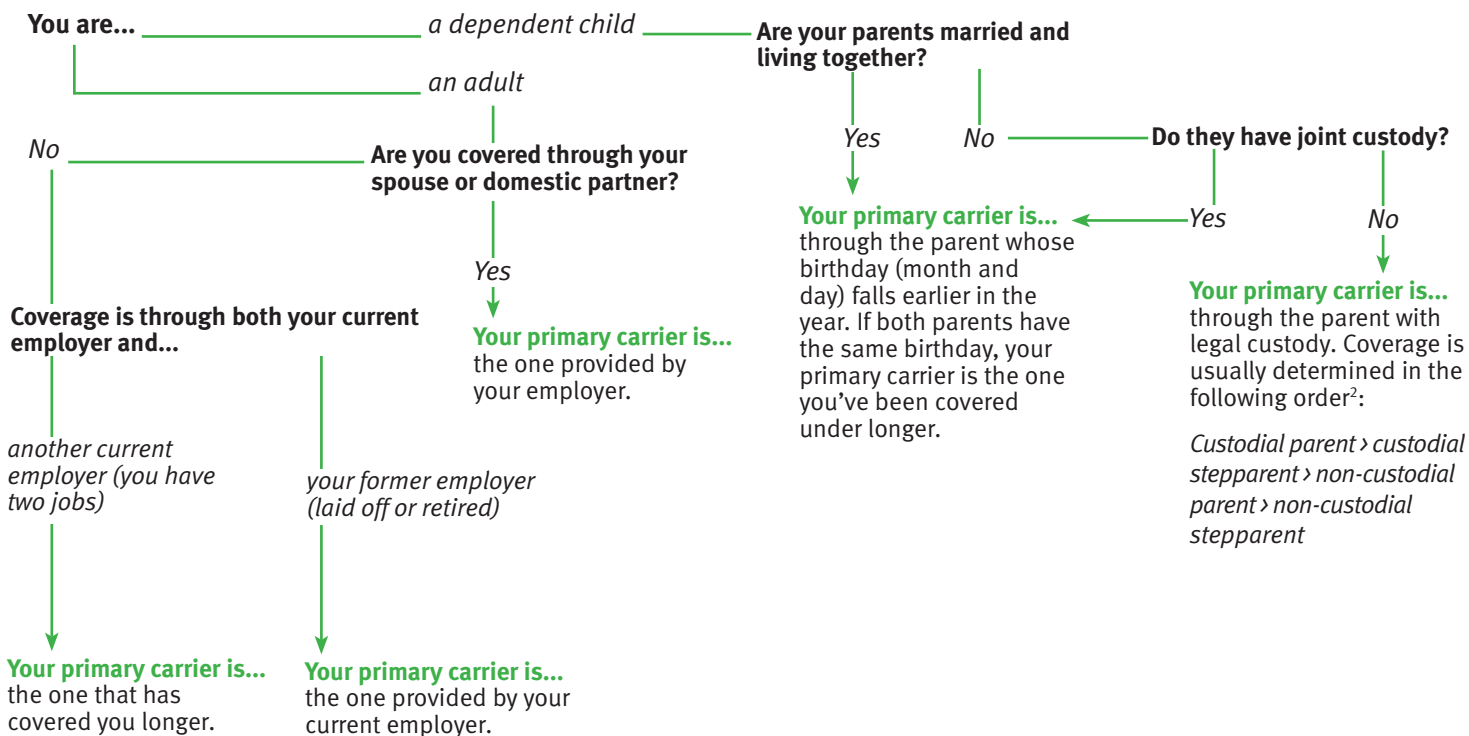 You are...
a dependent child
Are your parents married and
living together?
an adult
Yes
No
Do they have joint custody?
No
Are you covered through your
spouse or domestic partner?
Yes
No
Your primary carrier is...
through the parent whose
birthday (month and
day) falls earlier in the
year. If both parents have
the same birthday, your
primary carrier is the one
you’ve been covered
under longer.
Yes
Your primary carrier is...
through the parent with
legal custody. Coverage is
usually determined in the
following order²:
Custodial parent › custodial
stepparent › non-custodial
parent › non-custodial
stepparent
Coverage is through both your current
employer and...
Your primary carrier is...
the one provided by
your employer.
another current
employer (you have
two jobs)
your former employer
(laid off or retired)
Your primary carrier is...
the one that has
covered you longer.
Your primary carrier is...
the one provided by your
current employer.